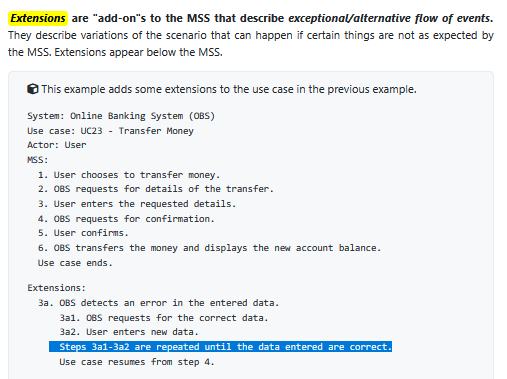 Extensions are "add-on"s to the MSS that describe exceptional/alternative flow of events.
They describe variations of the scenario that can happen if certain things are not as expected by
the MSS. Extensions appear below the MSS.
This example adds some extensions to the use case in the previous example.
System: Online Banking System (OBS)
Use case: UC23 - Transfer Money
Actor: User
MSS:
1. User chooses to transfer money.
2. OBS requests for details of the transfer.
3. User enters the requested details.
4. OBS requests for confirmation.
5. User confirms.
6. OBS transfers the money and displays the new account balance.
Use case ends.
Extensions:
3a. OBS detects an error in the entered data.
3a1. OBS requests for the correct data.
3a2. User enters new data.
Steps 3a1-3a2 are repeated until the data entered are correct.
Use case resumes from step 4.